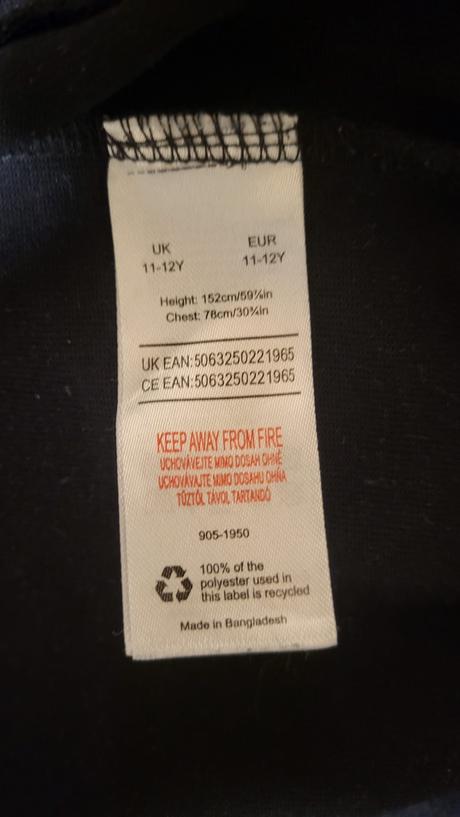 UK EUR
11-12Y 11-12Y
Height: 152cm/59⅞in
Chest: 78cm/30¾in
UK EAN:5063250221965
CE EAN:5063250221965
KEEP AWAY FROM FIRE
UCHOVÁVEJTE MIMO DOSAH OHNĚ
UCHOVÁVAJTE MIMO DOSAHU OHŇA
TŰZTŐL TÁVOL TARTANDÓ
905-1950
100% of the
polyester used in
this label is recycled
Made in Bangladesh